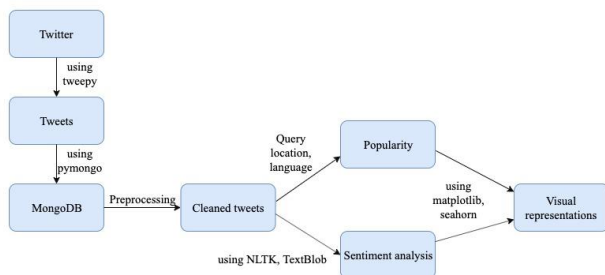 Twitter
using
tweepy
Tweets
using
pymongo
MongoDB
Preprocessing
Cleaned tweets
Query
location,
language
Popularity
using NLTK, TextBlob
Sentiment analysis
using
matplotlib,
seahorn
Visual
representations